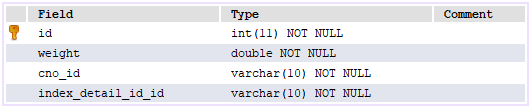 Field Type Comment
id int(11) NOT NULL
weight double NOT NULL
cno_id varchar(10) NOT NULL
index_detail_id_id varchar(10) NOT NULL